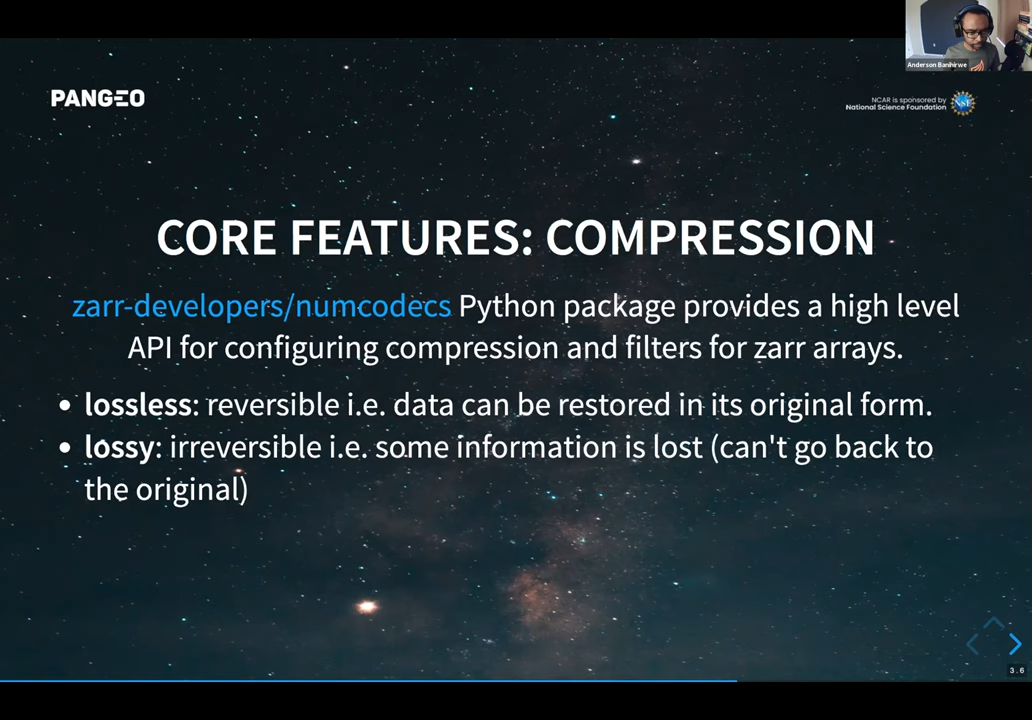 Anderson Banihirwe
PANGEO
NCAR is sponsored by
National Science Foundation
NSF
CORE FEATURES: COMPRESSION
zarr-developers/numcodecs Python package provides a high level
API for configuring compression and filters for zarr arrays.
• lossless: reversible i.e. data can be restored in its original form.
• lossy: irreversible i.e. some information is lost (can't go back to
the original)
3.6